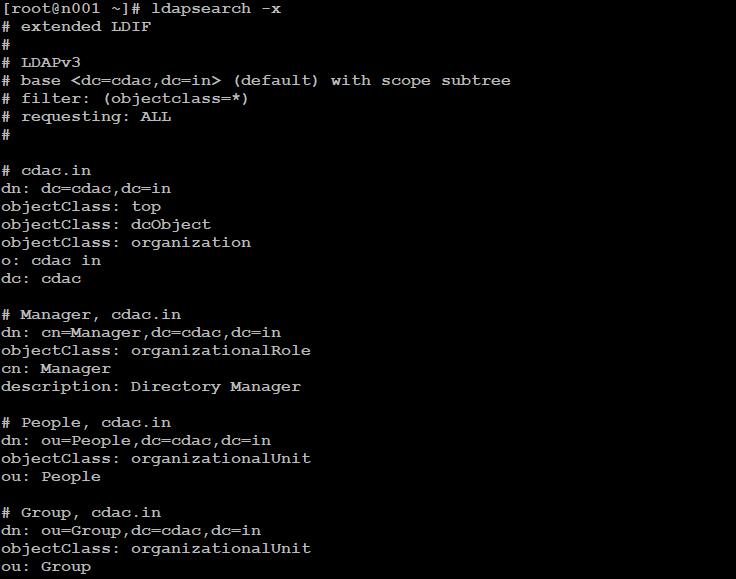 [root@n001 ~]# ldapsearch -x
# extended LDIF
#
# LDAPv3
# base <dc=cdac,dc=in> (default) with scope subtree
# filter: (objectclass=*)
# requesting: ALL
#

# cdac.in
dn: dc=cdac,dc=in
objectClass: top
objectClass: dcObject
objectClass: organization
o: cdac in
dc: cdac

# Manager, cdac.in
dn: cn=Manager,dc=cdac,dc=in
objectClass: organizationalRole
cn: Manager
description: Directory Manager

# People, cdac.in
dn: ou=People,dc=cdac,dc=in
objectClass: organizationalUnit
ou: People

# Group, cdac.in
dn: ou=Group,dc=cdac,dc=in
objectClass: organizationalUnit
ou: Group